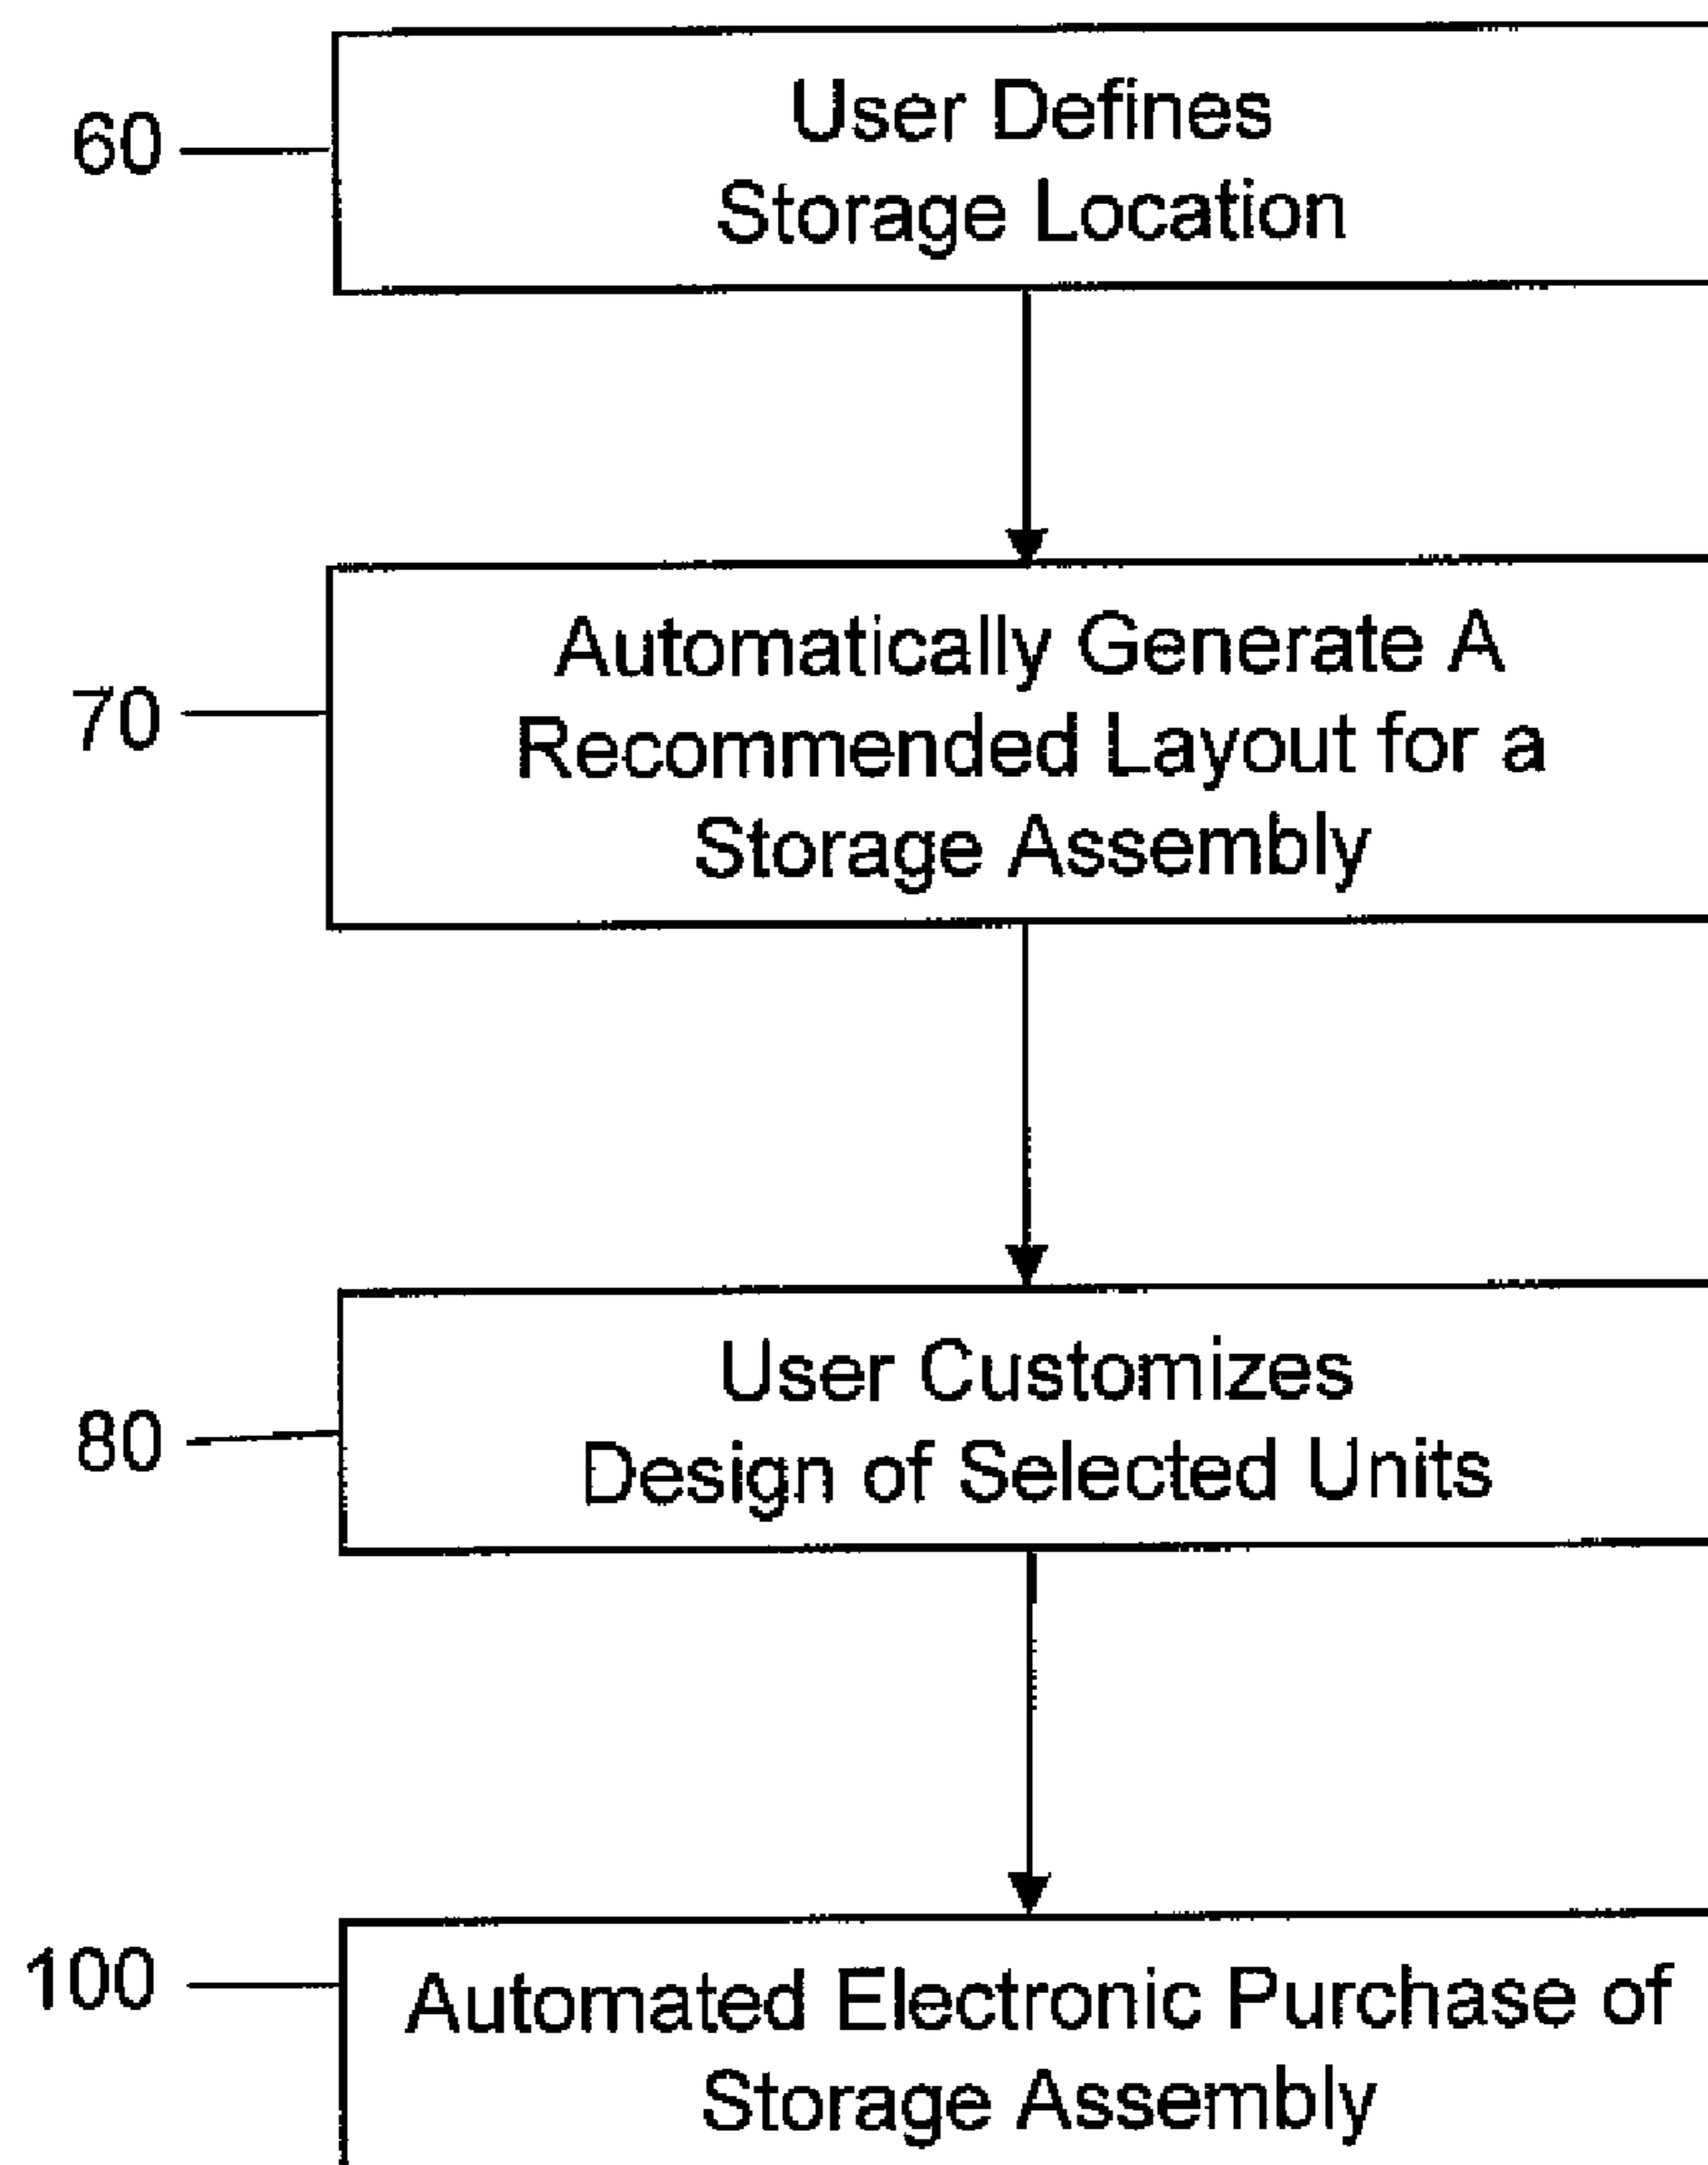 60
User Defines
Storage Location
70
Automatically Generate A
Recommended Layout for a
Storage Assembly
80
User Customizes
Design of Selected Units
100
Automated Electronic Purchase of
Storage Assembly